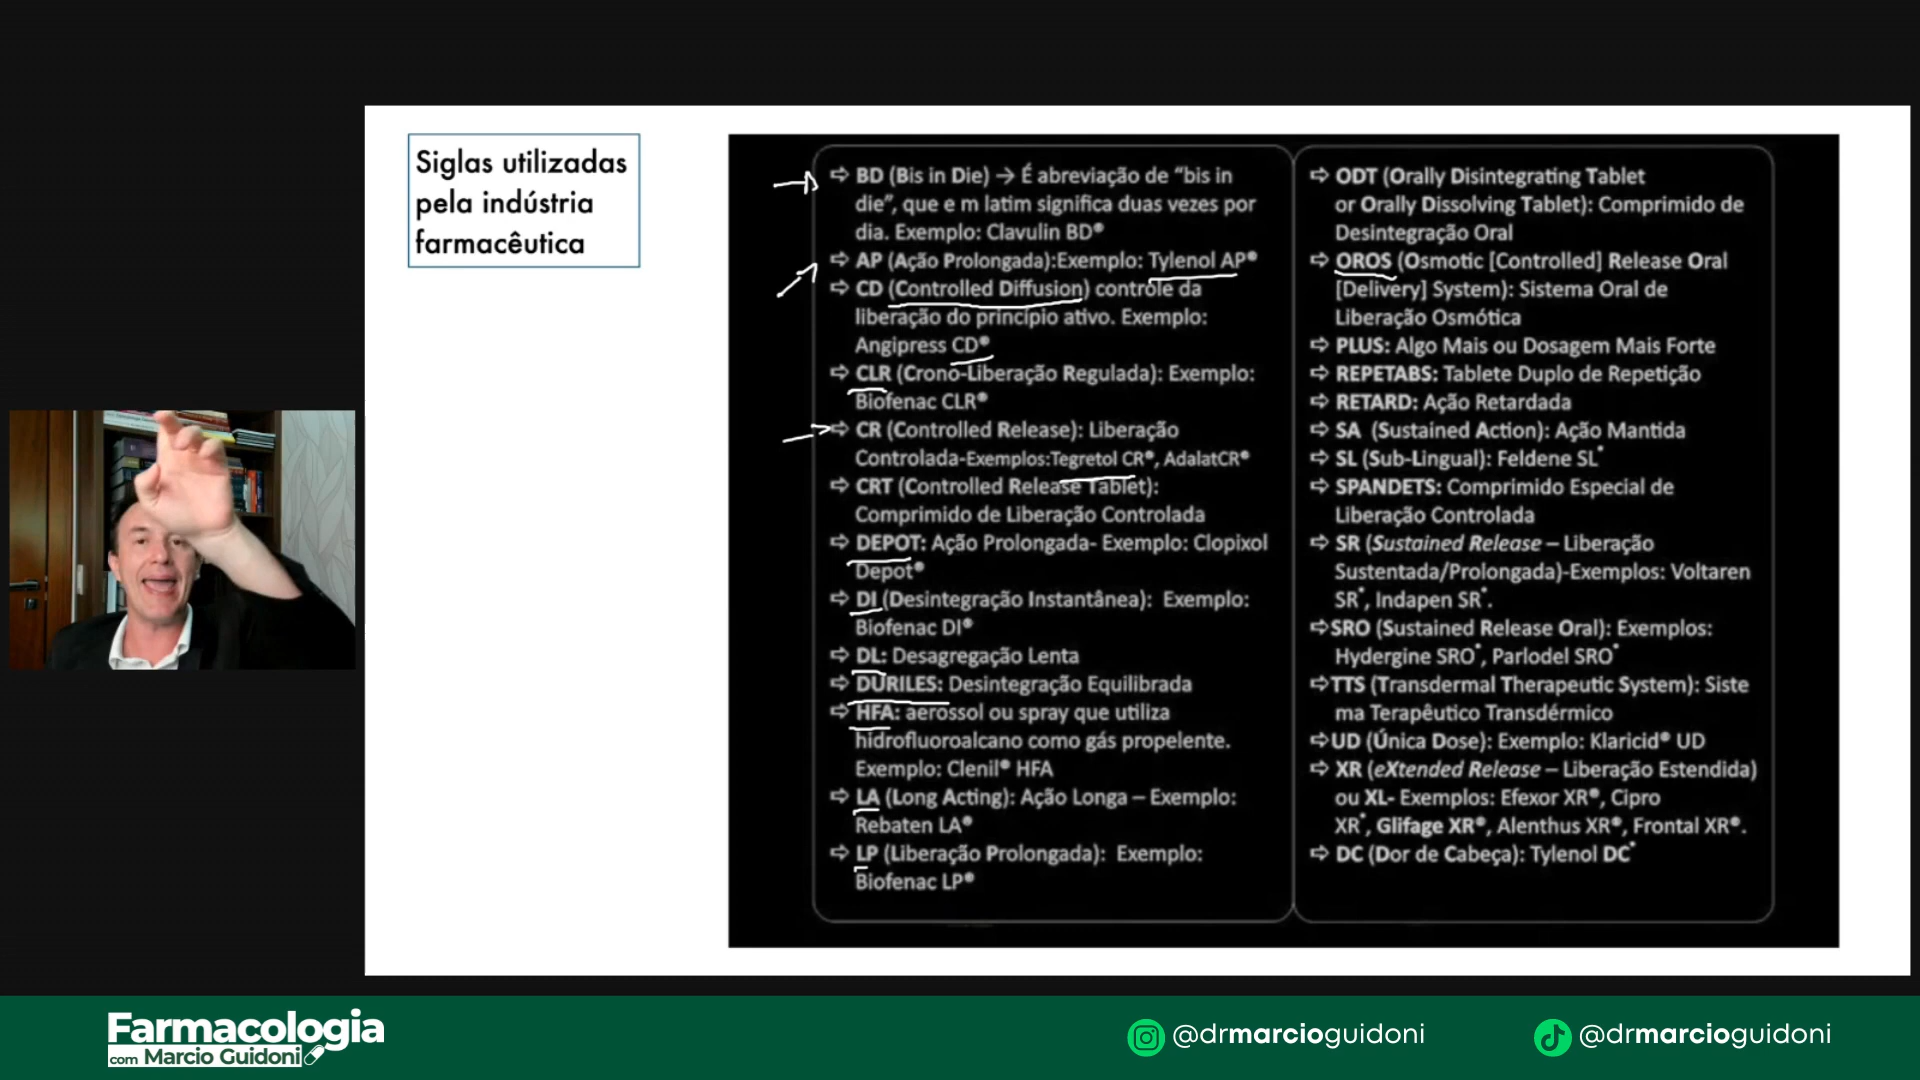 Siglas utilizadas
pela indústria
farmacêutica
⇨ BD (Bis in Die) → É abreviação de “bis in
die”, que e m latim significa duas vezes por
dia. Exemplo: Clavulin BD®
⇨ AP (Ação Prolongada):Exemplo: Tylenol AP®
⇨ CD (Controlled Diffusion) controle da
liberação do princípio ativo. Exemplo:
Angipress CD®
⇨ CLR (Crono-Liberação Regulada): Exemplo:
Biofenac CLR®
⇨ CR (Controlled Release): Liberação
Controlada-Exemplos:Tegretol CR®, AdalatCR®
⇨ CRT (Controlled Release Tablet):
Comprimido de Liberação Controlada
⇨ DEPOT: Ação Prolongada- Exemplo: Clopixol
Depot®
⇨ DI (Desintegração Instantânea): Exemplo:
Biofenac DI®
⇨ DL: Desagregação Lenta
⇨ DURILES: Desintegração Equilibrada
⇨ HFA: aerossol ou spray que utiliza
hidrofluoroalcano como gás propelente.
Exemplo: Clenil® HFA
⇨ LA (Long Acting): Ação Longa – Exemplo:
Rebaten LA®
⇨ LP (Liberação Prolongada): Exemplo:
Biofenac LP®
⇨ ODT (Orally Disintegrating Tablet
or Orally Dissolving Tablet): Comprimido de
Desintegração Oral
⇨ OROS (Osmotic [Controlled] Release Oral
[Delivery] System): Sistema Oral de
Liberação Osmótica
⇨ PLUS: Algo Mais ou Dosagem Mais Forte
⇨ REPETABS: Tablete Duplo de Repetição
⇨ RETARD: Ação Retardada
⇨ SA (Sustained Action): Ação Mantida
⇨ SL (Sub-Lingual): Feldene SL*
⇨ SPANDETS: Comprimido Especial de
Liberação Controlada
⇨ SR (Sustained Release – Liberação
Sustentada/Prolongada)-Exemplos: Voltaren
SR*, Indapen SR*.
⇨SRO (Sustained Release Oral): Exemplos:
Hydergine SRO*, Parlodel SRO*
⇨TTS (Transdermal Therapeutic System): Siste
ma Terapêutico Transdérmico
⇨UD (Única Dose): Exemplo: Klaricid® UD
⇨ XR (eXtended Release – Liberação Estendida)
ou XL- Exemplos: Efexor XR®, Cipro
XR*, Glifage XR®, Alenthus XR®, Frontal XR®.
⇨ DC (Dor de Cabeça): Tylenol DC*
Farmacologia
com Marcio Guidoni
@drmarcioguidoni
@drmarcioguidoni